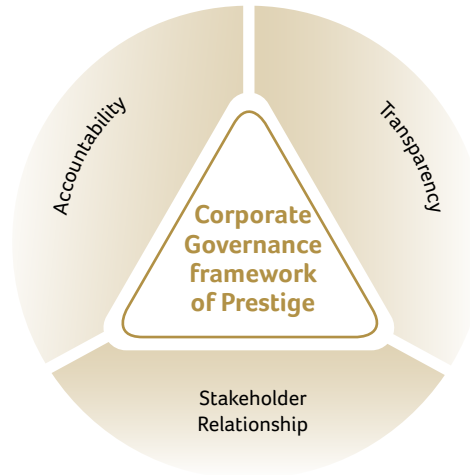 Accountability
Transparency
Corporate
Governance
framework
of Prestige
Stakeholder
Relationship